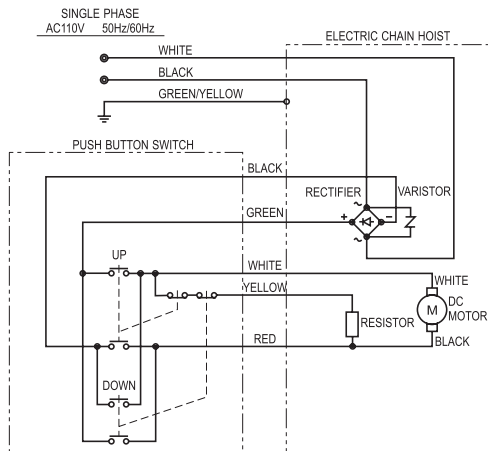 SINGLE PHASE
AC110V 50Hz/60Hz
ELECTRIC CHAIN HOIST
WHITE
BLACK
GREEN/YELLOW
PUSH BUTTON SWITCH
BLACK
RECTIFIER
VARISTOR
GREEN
~
+
−
~
UP
WHITE
WHITE
YELLOW
DC
MOTOR
M
RESISTOR
RED
BLACK
DOWN